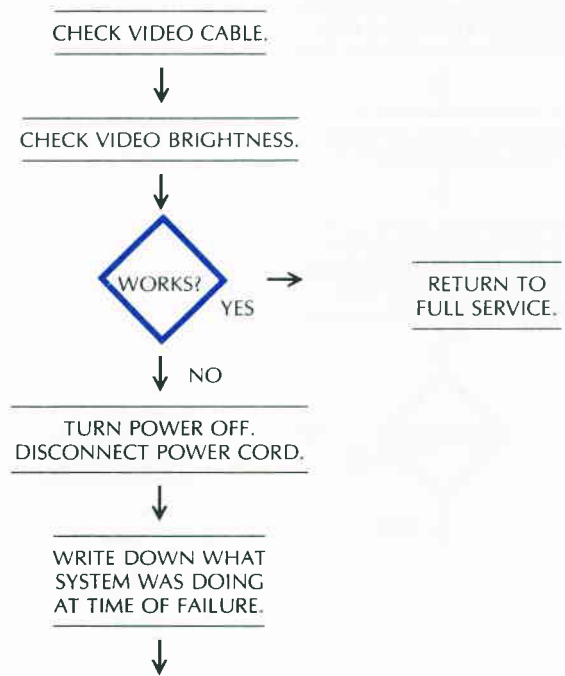 CHECK VIDEO CABLE.
CHECK VIDEO BRIGHTNESS.
WORKS?
YES
RETURN TO
FULL SERVICE.
NO
TURN POWER OFF.
DISCONNECT POWER CORD.
WRITE DOWN WHAT
SYSTEM WAS DOING
AT TIME OF FAILURE.